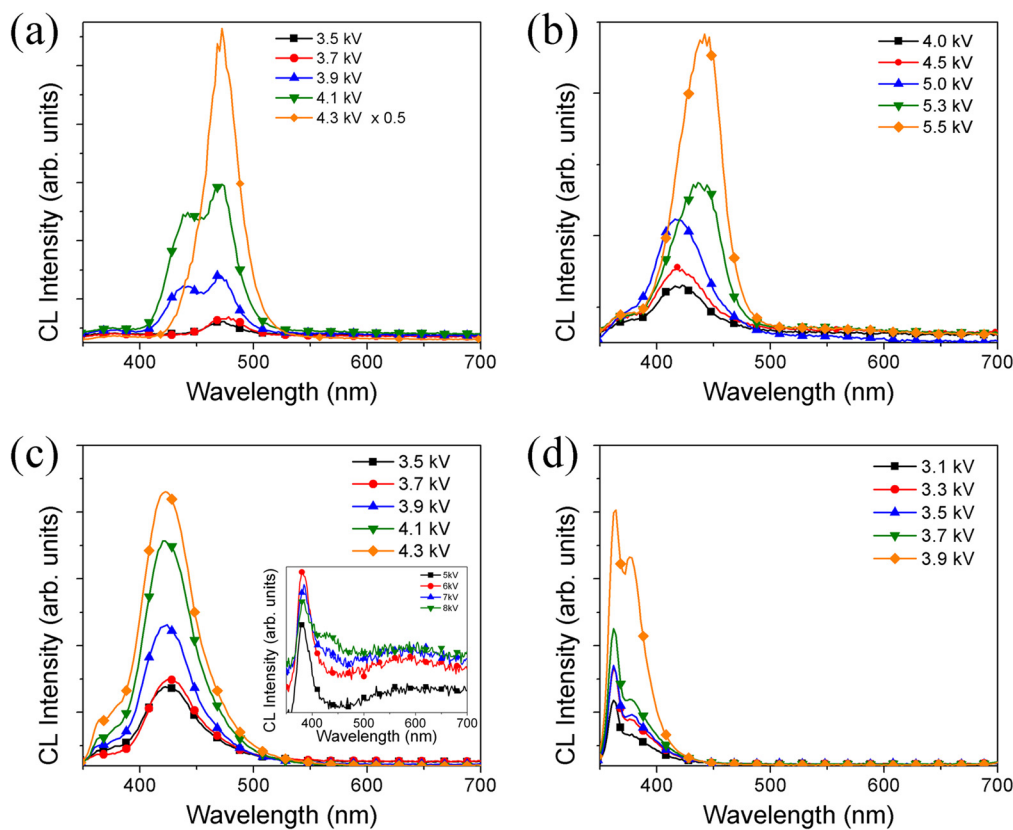 (a)
CL Intensity (arb. units)
3.5 kV
3.7 kV
3.9 kV
4.1 kV
4.3 kV x 0.5
400 500 600 700
Wavelength (nm)
(b)
CL Intensity (arb. units)
4.0 kV
4.5 kV
5.0 kV
5.3 kV
5.5 kV
400 500 600 700
Wavelength (nm)
(c)
CL Intensity (arb. units)
3.5 kV
3.7 kV
3.9 kV
4.1 kV
4.3 kV
CL Intensity (arb. units)
5kV
6kV
7kV
8kV
400 500 600 700
Wavelength (nm)
400 500 600 700
Wavelength (nm)
(d)
CL Intensity (arb. units)
3.1 kV
3.3 kV
3.5 kV
3.7 kV
3.9 kV
400 500 600 700
Wavelength (nm)